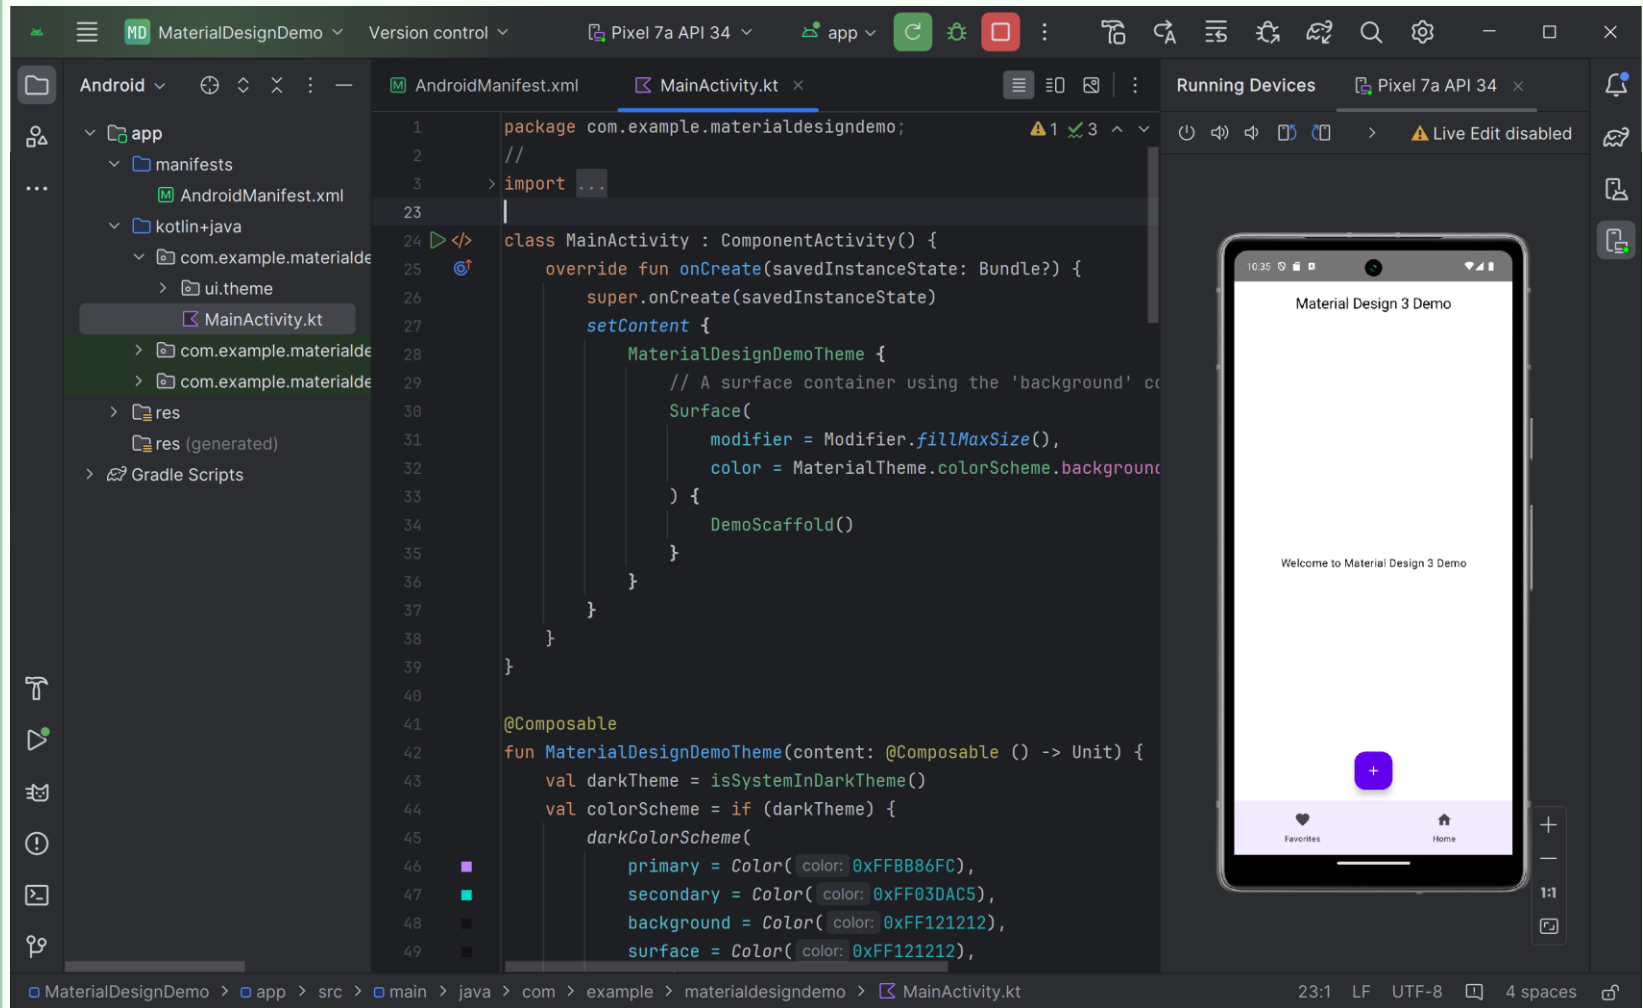 MD MaterialDesignDemo Version control Pixel 7a API 34 app
Android
app
manifests
AndroidManifest.xml
kotlin+java
com.example.materialde
ui.theme
MainActivity.kt
com.example.materialde
com.example.materialde
res
res (generated)
Gradle Scripts
AndroidManifest.xml MainActivity.kt
1 package com.example.materialdesigndemo;
1 3
2 //
3 import ...
23
24 class MainActivity : ComponentActivity() {
25 override fun onCreate(savedInstanceState: Bundle?) {
26 super.onCreate(savedInstanceState)
27 setContent {
28 MaterialDesignDemoTheme {
29 // A surface container using the 'background' co
30 Surface(
31 modifier = Modifier.fillMaxSize(),
32 color = MaterialTheme.colorScheme.background
33 ) {
34 DemoScaffold()
35 }
36 }
37 }
38 }
39 }
40
41 @Composable
42 fun MaterialDesignDemoTheme(content: @Composable () -> Unit) {
43 val darkTheme = isSystemInDarkTheme()
44 val colorScheme = if (darkTheme) {
45 darkColorScheme(
46 primary = Color( color: 0xFFBB86FC),
47 secondary = Color( color: 0xFF03DAC5),
48 background = Color( color: 0xFF121212),
49 surface = Color( color: 0xFF121212),
Running Devices Pixel 7a API 34
Live Edit disabled
10:35
Material Design 3 Demo
Welcome to Material Design 3 Demo
+
Favorites Home
1:1
MaterialDesignDemo > app > src > main > java > com > example > materialdesigndemo > MainActivity.kt
23:1 LF UTF-8 4 spaces